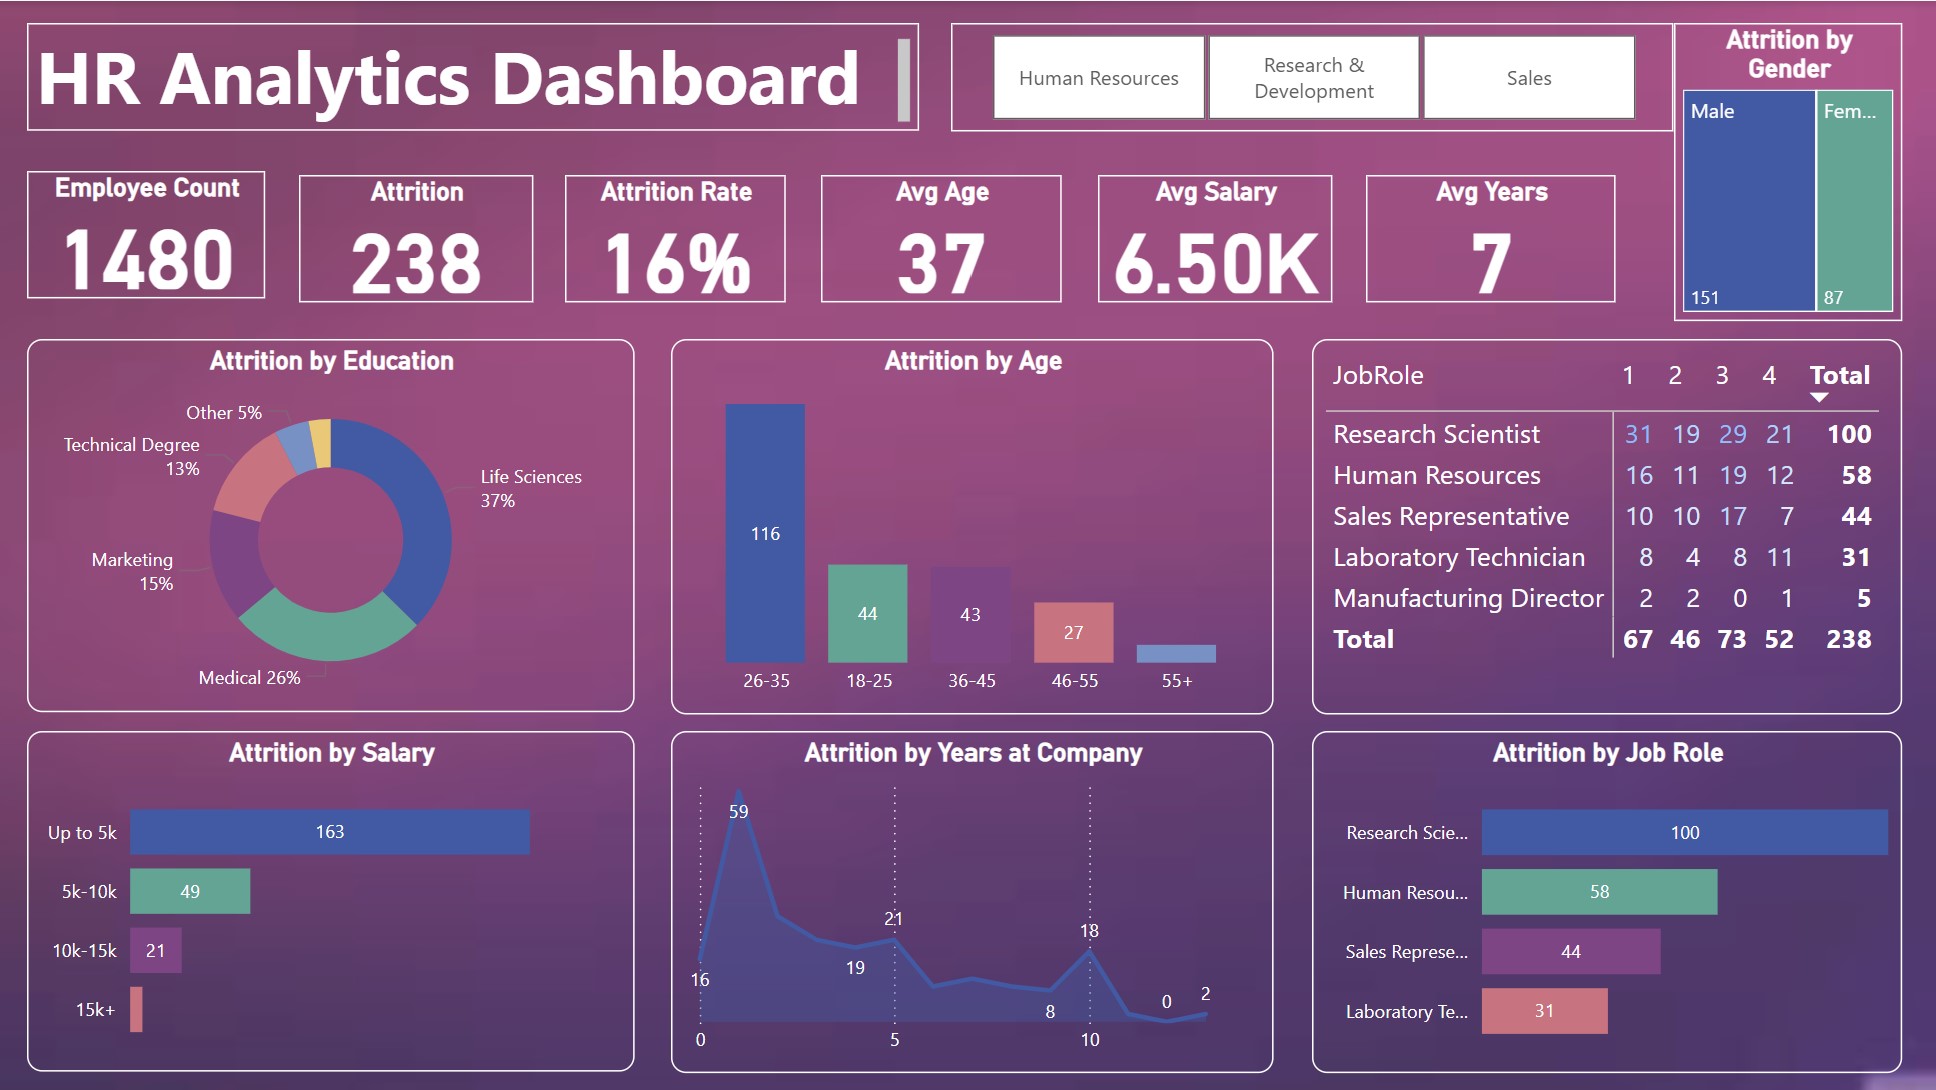 HR Analytics Dashboard
Human Resources
Research &
Development
Sales
Attrition by
Gender
Male
Fem...
151
87
Employee Count
1480
Attrition
238
Attrition Rate
16%
Avg Age
37
Avg Salary
6.50K
Avg Years
7
Attrition by Education
Other 5%
Technical Degree
13%
Life Sciences
37%
Marketing
15%
Medical 26%
Attrition by Age
116
44
43
27
26-35 18-25 36-45 46-55 55+
JobRole 1 2 3 4 Total
Research Scientist 31 19 29 21 100
Human Resources 16 11 19 12 58
Sales Representative 10 10 17 7 44
Laboratory Technician 8 4 8 11 31
Manufacturing Director 2 2 0 1 5
Total 67 46 73 52 238
Attrition by Salary
Up to 5k 163
5k-10k 49
10k-15k 21
15k+
Attrition by Years at Company
59
21
18
19
16
8
0
2
0 5 10
Attrition by Job Role
Research Scie... 100
Human Resou... 58
Sales Represe... 44
Laboratory Te... 31